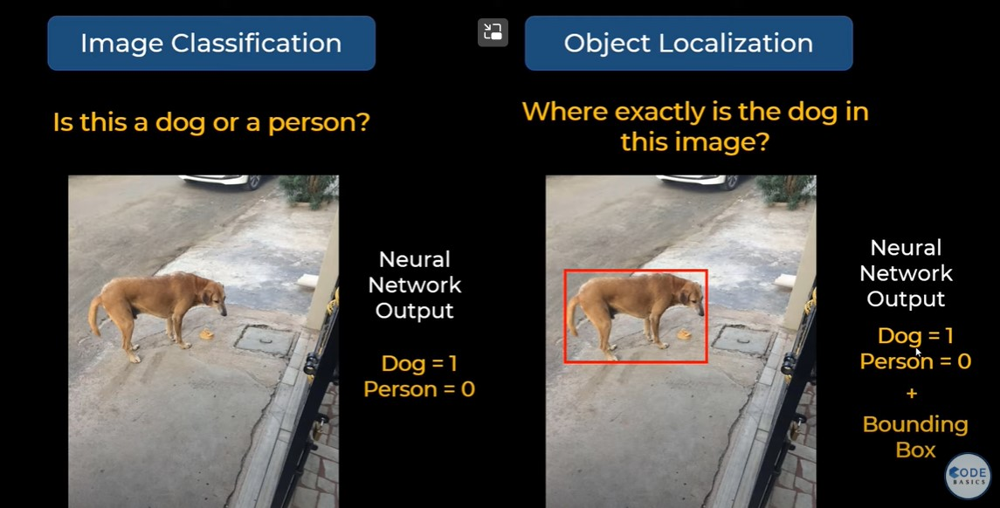 Image Classification
Is this a dog or a person?
Neural
Network
Output
Dog = 1
Person = 0
Object Localization
Where exactly is the dog in
this image?
Neural
Network
Output
Dog = 1
Person = 0
+
Bounding
Box
CODE
BASICS